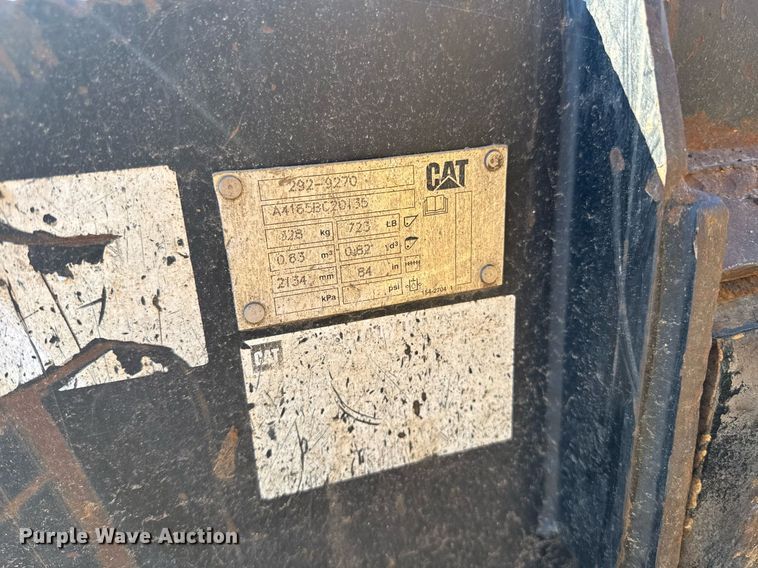 CAT
292-9270
A4165BC20136
328 kg 723 LB
0.63 m³ 0.82 yd³
2134 mm 84 in
kPa psi
CAT
Purple Wave Auction